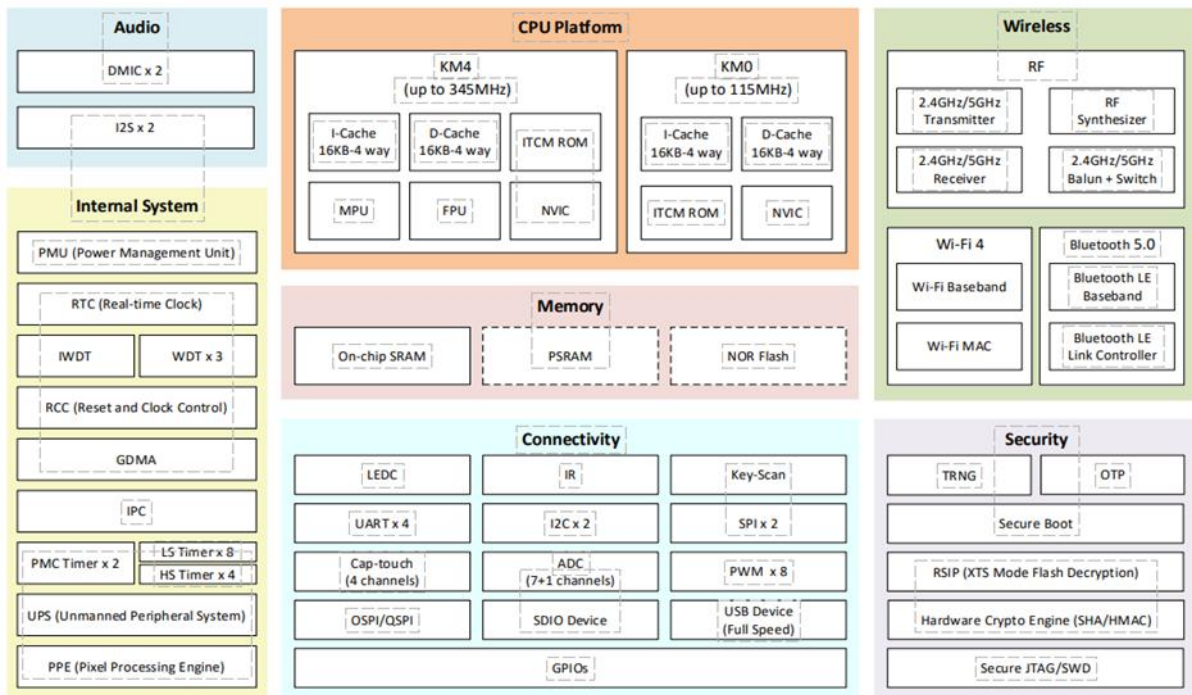 Audio
DMIC x 2
I2S x 2
Internal System
PMU (Power Management Unit)
RTC (Real-time Clock)
IWDT
WDT x 3
RCC (Reset and Clock Control)
GDMA
IPC
PMC Timer x 2
LS Timer x 8
HS Timer x 4
UPS (Unmanned Peripheral System)
PPE (Pixel Processing Engine)
CPU Platform
KM4
(up to 345MHz)
I-Cache
16KB-4 way
D-Cache
16KB-4 way
ITCM ROM
MPU
FPU
NVIC
KM0
(up to 115MHz)
I-Cache
16KB-4 way
D-Cache
16KB-4 way
ITCM ROM
NVIC
Memory
On-chip SRAM
PSRAM
NOR Flash
Connectivity
LEDC
IR
Key-Scan
UART x 4
I2C x 2
SPI x 2
Cap-touch
(4 channels)
ADC
(7+1 channels)
PWM x 8
OSPI/QSPI
SDIO Device
USB Device
(Full Speed)
GPIOs
Wireless
RF
2.4GHz/5GHz
Transmitter
RF
Synthesizer
2.4GHz/5GHz
Receiver
2.4GHz/5GHz
Balun + Switch
Wi-Fi 4
Wi-Fi Baseband
Wi-Fi MAC
Bluetooth 5.0
Bluetooth LE
Baseband
Bluetooth LE
Link Controller
Security
TRNG
OTP
Secure Boot
RSIP (XTS Mode Flash Decryption)
Hardware Crypto Engine (SHA/HMAC)
Secure JTAG/SWD